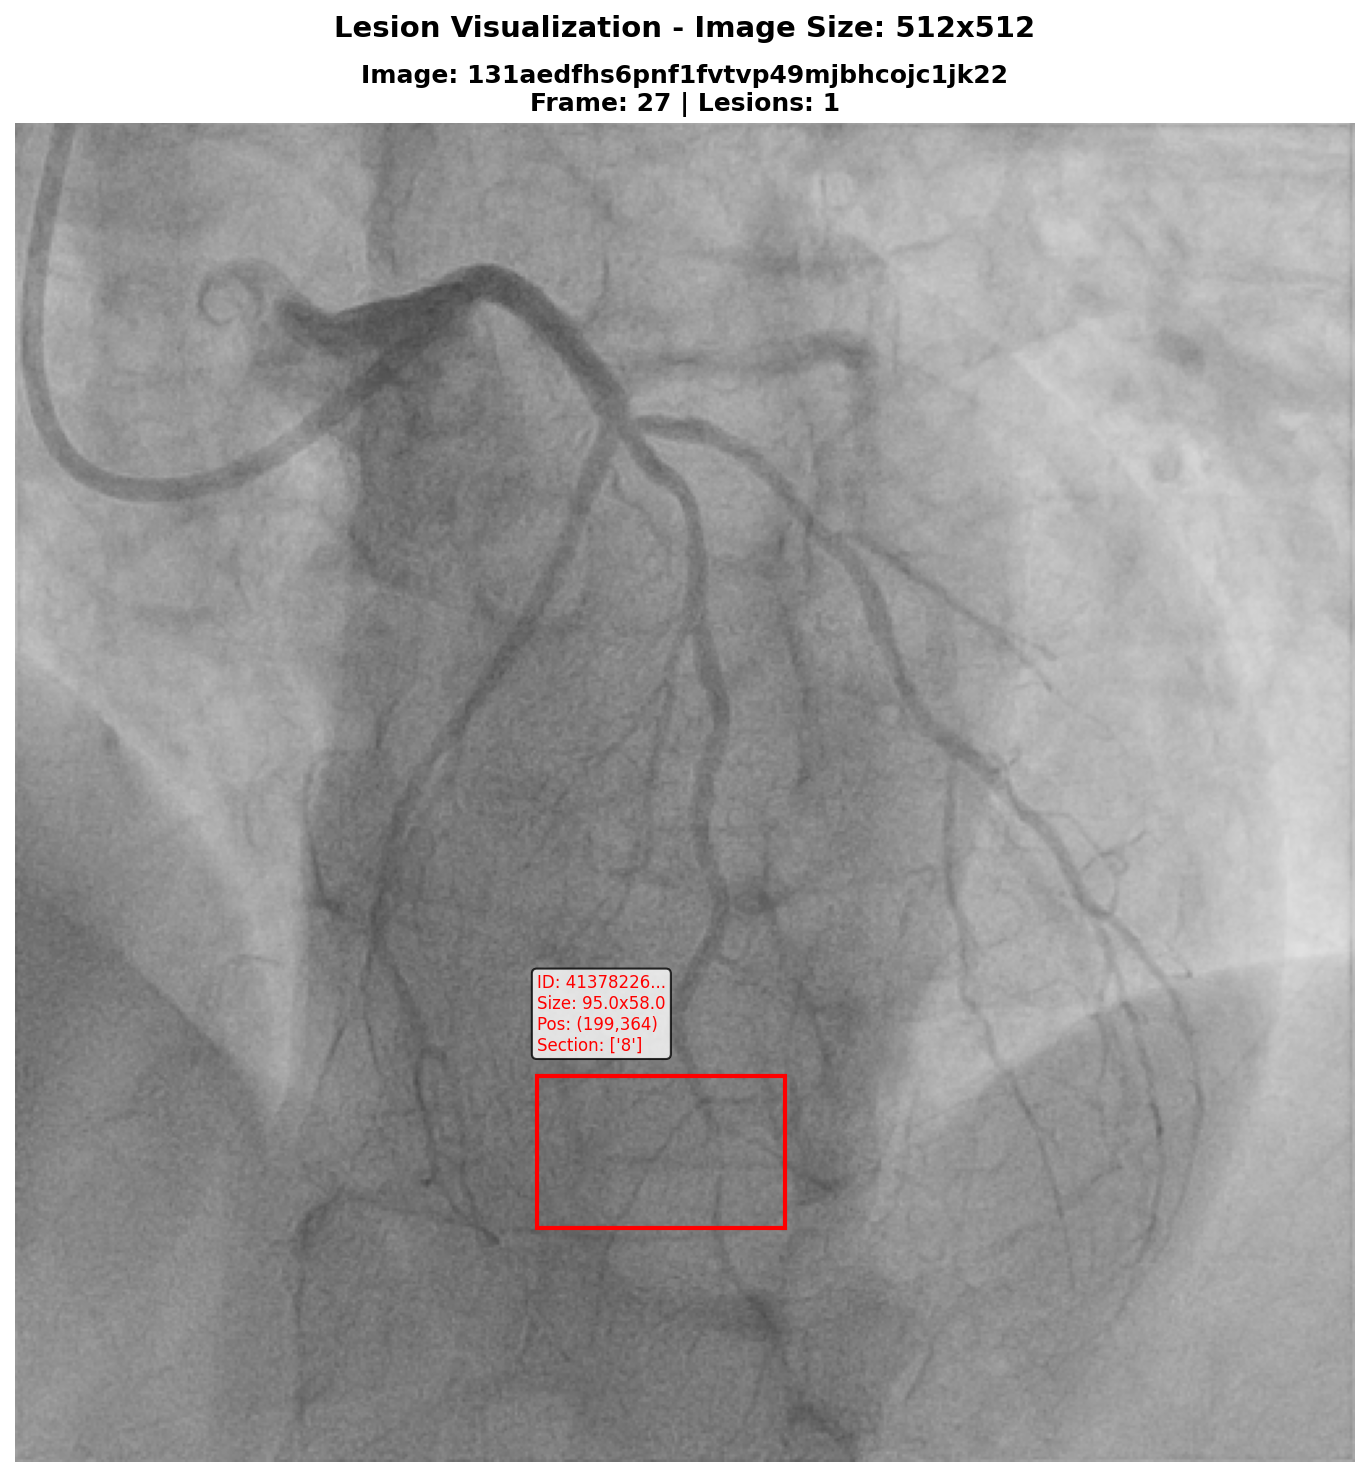 Lesion Visualization - Image Size: 512x512
Image: 131aedfhs6pnf1fvtvp49mjbhcojc1jk22
Frame: 27 | Lesions: 1
ID: 41378226...
Size: 95.0x58.0
Pos: (199,364)
Section: ['8']